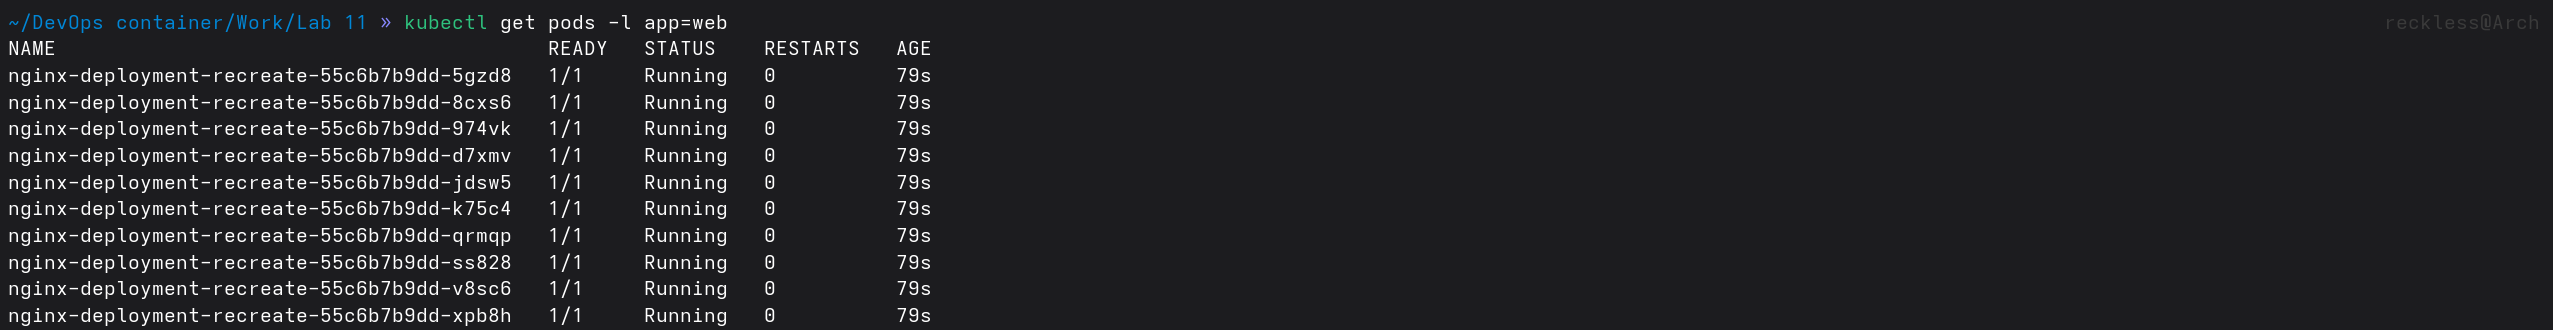 ~/DevOps container/Work/Lab 11 » kubectl get pods -l app=web reckless@Arch
NAME READY STATUS RESTARTS AGE
nginx-deployment-recreate-55c6b7b9dd-5gzd8 1/1 Running 0 79s
nginx-deployment-recreate-55c6b7b9dd-8cxs6 1/1 Running 0 79s
nginx-deployment-recreate-55c6b7b9dd-974vk 1/1 Running 0 79s
nginx-deployment-recreate-55c6b7b9dd-d7xmv 1/1 Running 0 79s
nginx-deployment-recreate-55c6b7b9dd-jdsw5 1/1 Running 0 79s
nginx-deployment-recreate-55c6b7b9dd-k75c4 1/1 Running 0 79s
nginx-deployment-recreate-55c6b7b9dd-qrmqp 1/1 Running 0 79s
nginx-deployment-recreate-55c6b7b9dd-ss828 1/1 Running 0 79s
nginx-deployment-recreate-55c6b7b9dd-v8sc6 1/1 Running 0 79s
nginx-deployment-recreate-55c6b7b9dd-xpb8h 1/1 Running 0 79s